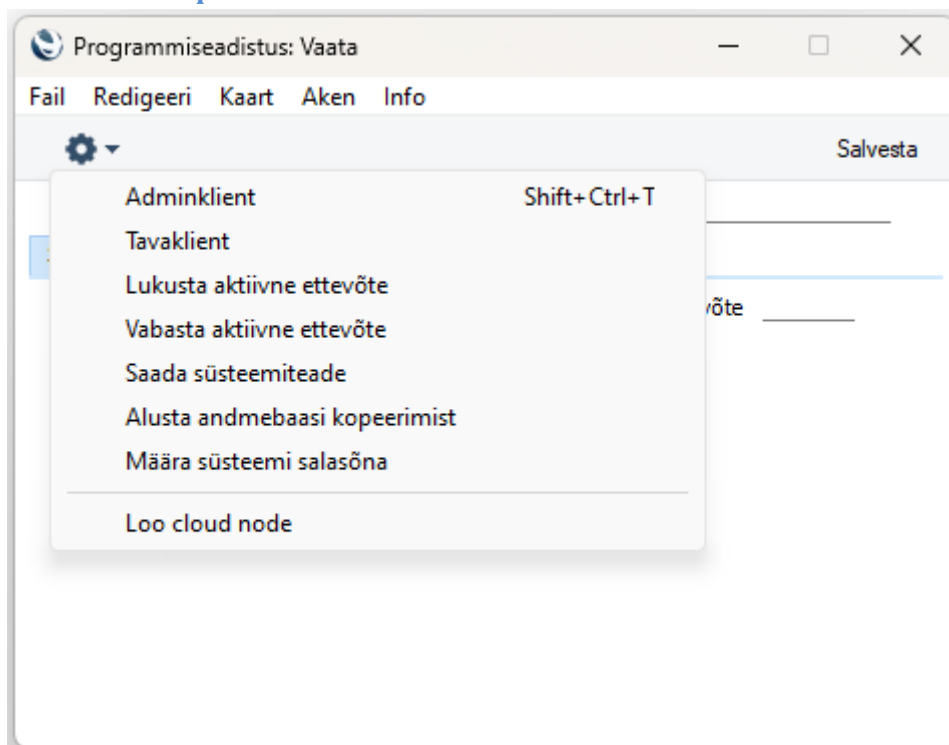 Programmiseadistus: Vaata
Fail Redigeeri Kaart Aken Info
Salvesta
Adminklient Shift+Ctrl+T
Tavaklient
Lukusta aktiivne ettevõte
Vabasta aktiivne ettevõte
võte
Saada süsteemiteade
Alusta andmebaasi kopeerimist
Määra süsteemi salasõna
Loo cloud node